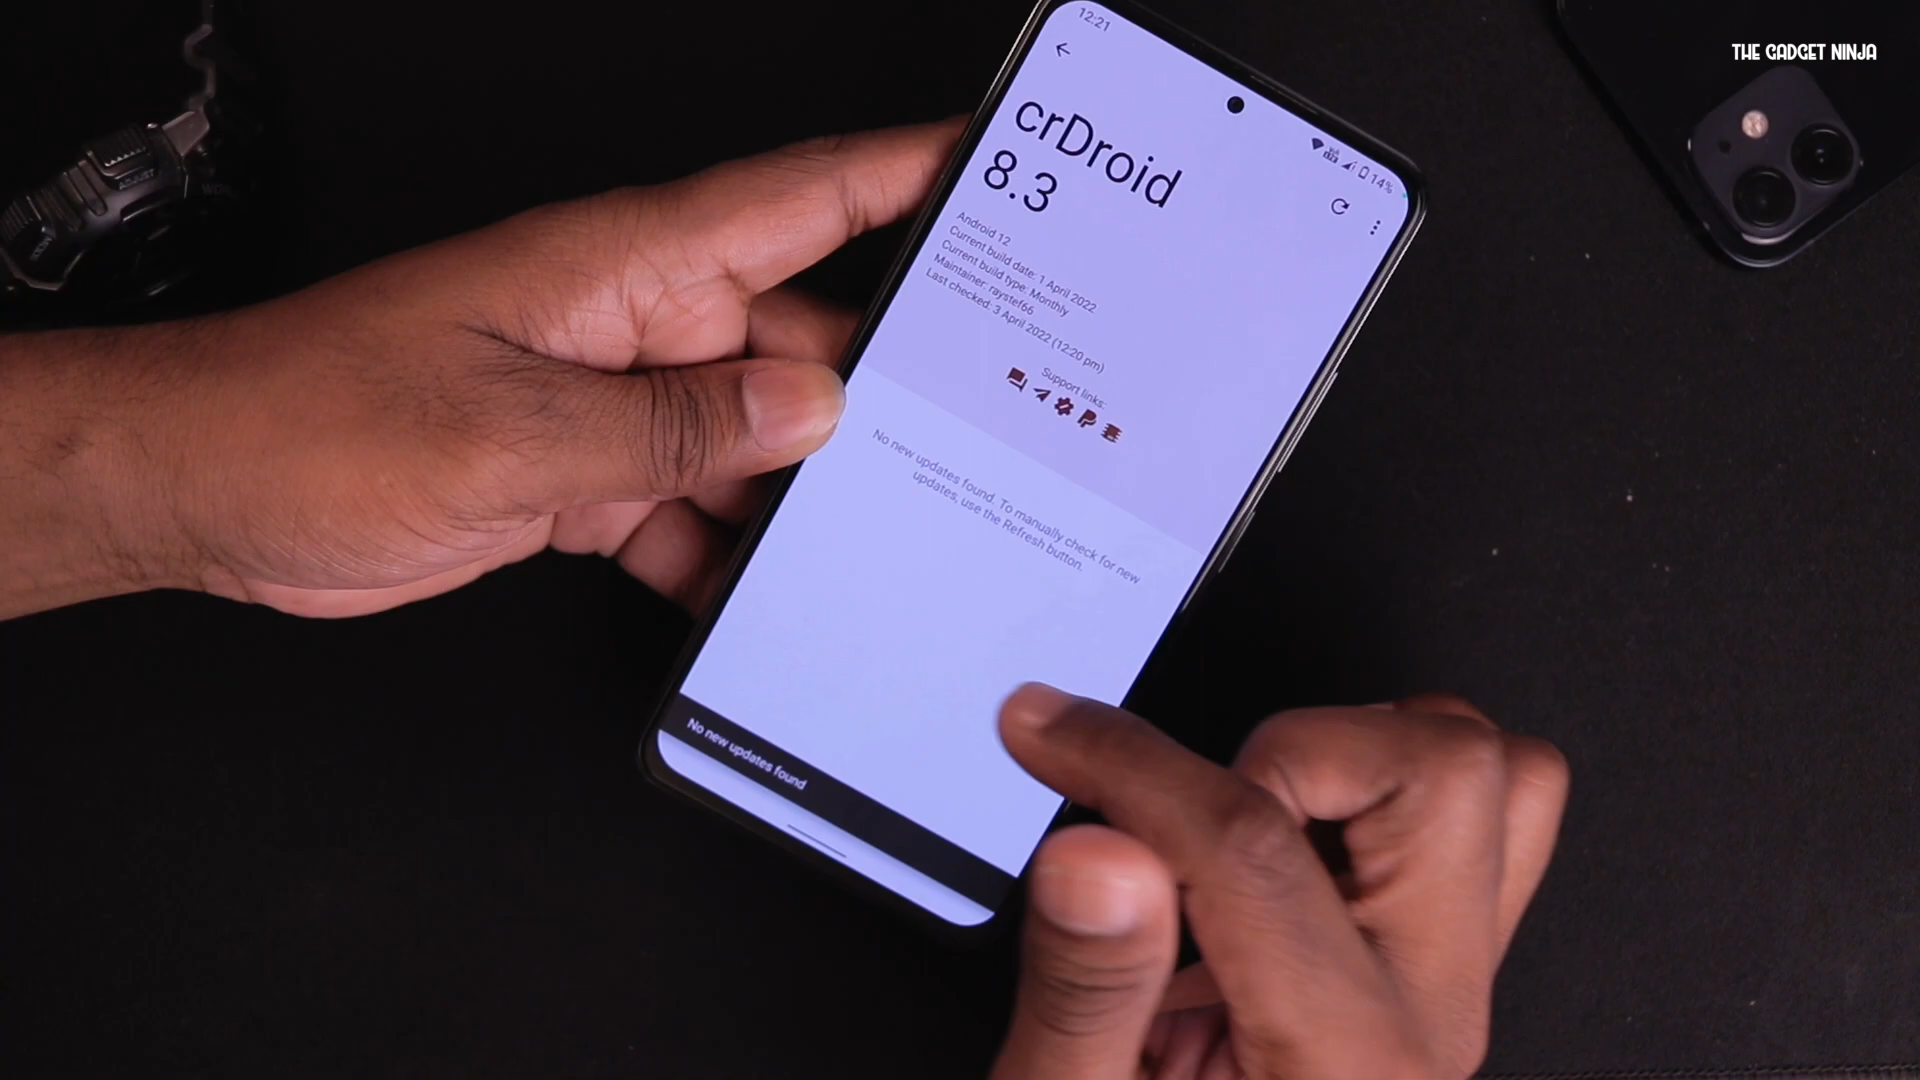 THE GADGET NINJA
12:21
14%
crDroid
8.3
Android 12
Current build date: 1 April 2022
Current build type: Monthly
Maintainer: raystef66
Last checked: 3 April 2022 (12:20 pm)
Support links:
No new updates found. To manually check for new
updates, use the Refresh button.
No new updates found
ADJUST